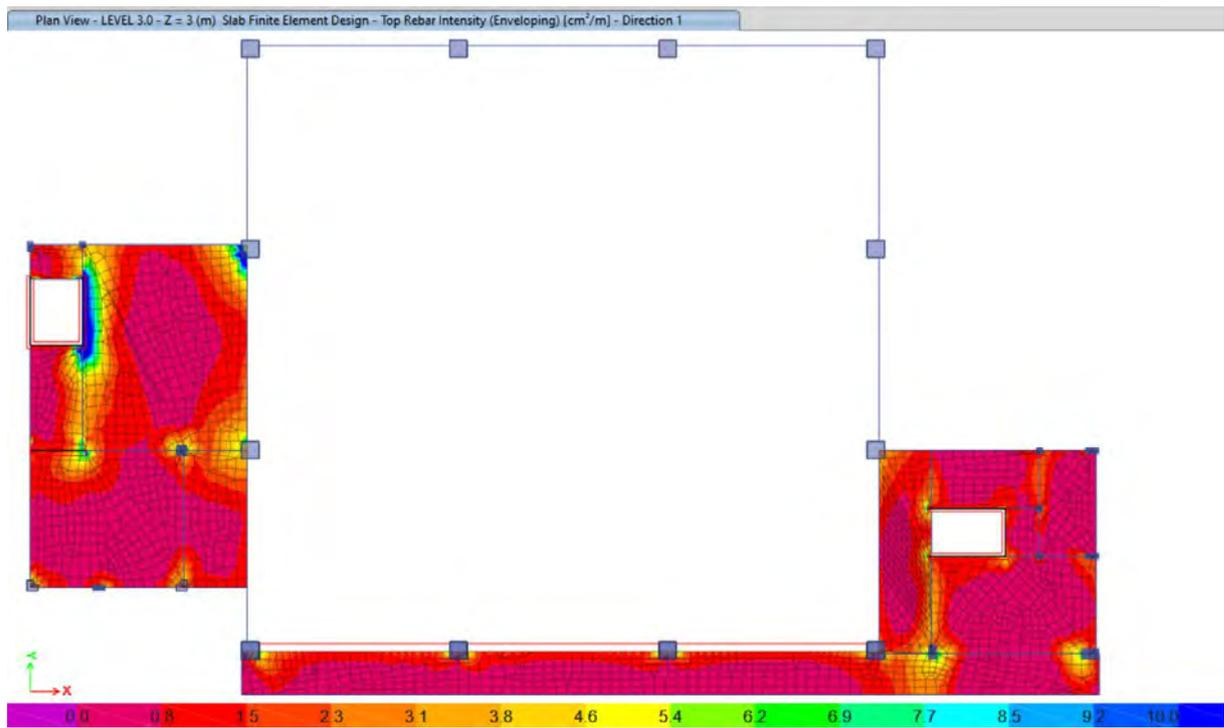 Plan View - LEVEL 3.0 - Z = 3 (m) Slab Finite Element Design - Top Rebar Intensity (Enveloping) [cm²/m] - Direction 1
Y
X
0.0 0.8 1.5 2.3 3.1 3.8 4.6 5.4 6.2 6.9 7.7 8.5 9.2 10.0